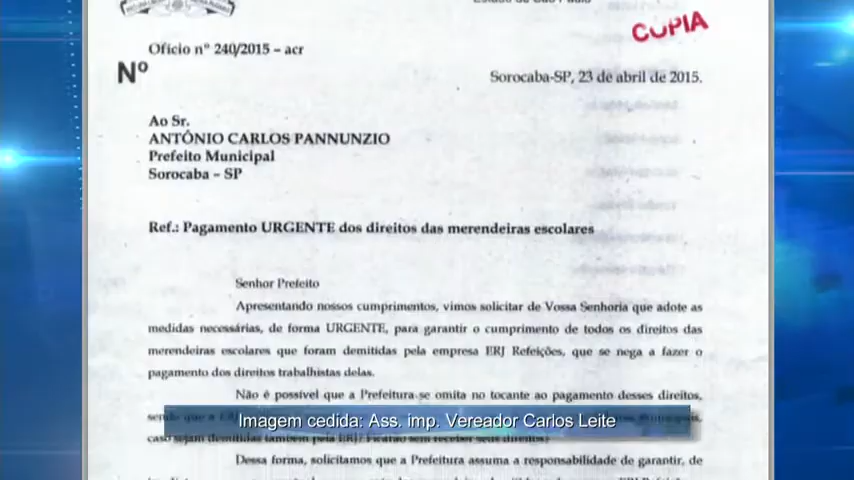 CÓPIA
Ofício nº 240/2015 – acr
Nº
Sorocaba-SP, 23 de abril de 2015.
Ao Sr.
ANTÔNIO CARLOS PANNUNZIO
Prefeito Municipal
Sorocaba – SP
Ref.: Pagamento URGENTE dos direitos das merendeiras escolares
Senhor Prefeito
Apresentando nossos cumprimentos, vimos solicitar de Vossa Senhoria que adote as
medidas necessárias, de forma URGENTE, para garantir o cumprimento de todos os direitos das
merendeiras escolares que foram demitidas pela empresa ERJ Refeições, que se nega a fazer o
pagamento dos direitos trabalhistas delas.
Não é possível que a Prefeitura se omita no tocante ao pagamento desses direitos,
Imagem cedida: Ass. imp. Vereador Carlos Leite
caso sejam demitidas também pela ERJ? Ficarão sem receber seus direitos?
Dessa forma, solicitamos que a Prefeitura assuma a responsabilidade de garantir, de